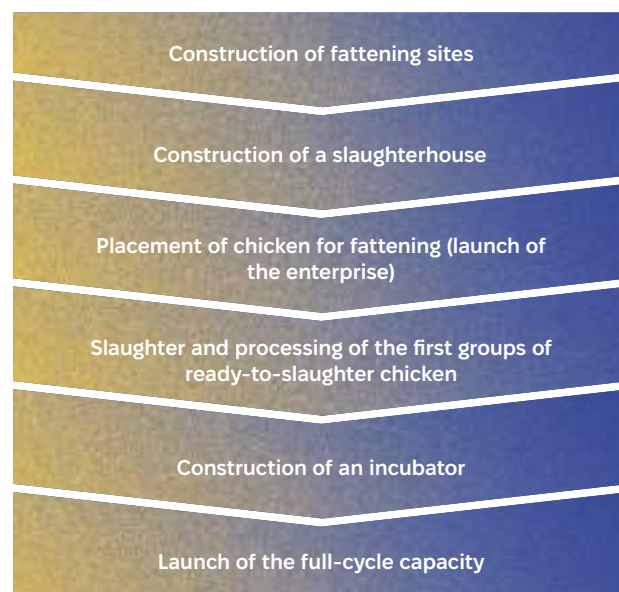 Construction of fattening sites
Construction of a slaughterhouse
Placement of chicken for fattening (launch of
the enterprise)
Slaughter and processing of the first groups of
ready-to-slaughter chicken
Construction of an incubator
Launch of the full-cycle capacity